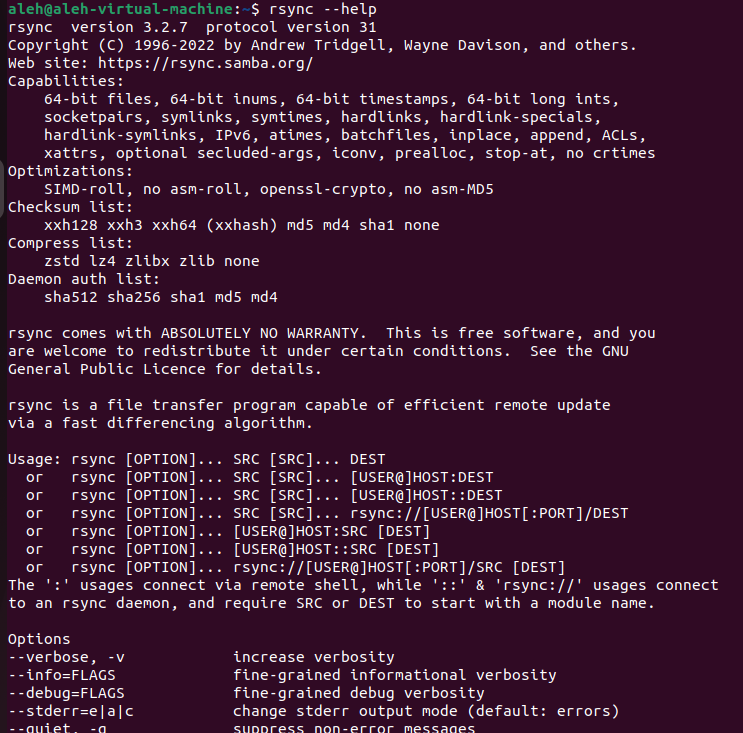 aleh@aleh-virtual-machine:~$ rsync --help
rsync  version 3.2.7  protocol version 31
Copyright (C) 1996-2022 by Andrew Tridgell, Wayne Davison, and others.
Web site: https://rsync.samba.org/
Capabilities:
    64-bit files, 64-bit inums, 64-bit timestamps, 64-bit long ints,
    socketpairs, symlinks, symtimes, hardlinks, hardlink-specials,
    hardlink-symlinks, IPv6, atimes, batchfiles, inplace, append, ACLs,
    xattrs, optional secluded-args, iconv, prealloc, stop-at, no crtimes
Optimizations:
    SIMD-roll, no asm-roll, openssl-crypto, no asm-MD5
Checksum list:
    xxh128 xxh3 xxh64 (xxhash) md5 md4 sha1 none
Compress list:
    zstd lz4 zlibx zlib none
Daemon auth list:
    sha512 sha256 sha1 md5 md4

rsync comes with ABSOLUTELY NO WARRANTY.  This is free software, and you
are welcome to redistribute it under certain conditions.  See the GNU
General Public Licence for details.

rsync is a file transfer program capable of efficient remote update
via a fast differencing algorithm.

Usage: rsync [OPTION]... SRC [SRC]... DEST
  or   rsync [OPTION]... SRC [SRC]... [USER@]HOST:DEST
  or   rsync [OPTION]... SRC [SRC]... [USER@]HOST::DEST
  or   rsync [OPTION]... SRC [SRC]... rsync://[USER@]HOST[:PORT]/DEST
  or   rsync [OPTION]... [USER@]HOST:SRC [DEST]
  or   rsync [OPTION]... [USER@]HOST::SRC [DEST]
  or   rsync [OPTION]... rsync://[USER@]HOST[:PORT]/SRC [DEST]
The ':' usages connect via remote shell, while '::' & 'rsync://' usages connect
to an rsync daemon, and require SRC or DEST to start with a module name.

Options
--verbose, -v            increase verbosity
--info=FLAGS             fine-grained informational verbosity
--debug=FLAGS            fine-grained debug verbosity
--stderr=e|a|c           change stderr output mode (default: errors)
--quiet, -q              suppress non-error messages